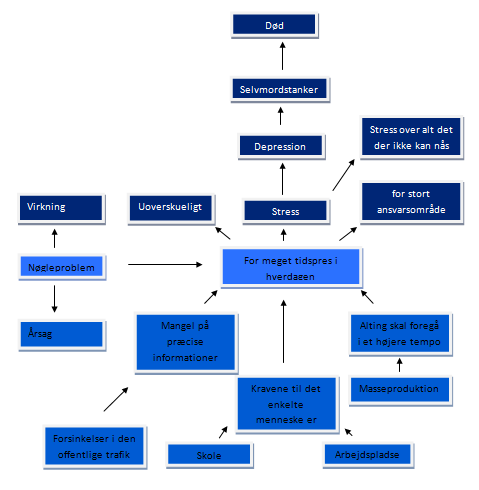 Død
Selvmordstanker
Depression
Stress over alt det
der ikke kan nås
Virkning
Uoverskueligt
Stress
for stort
ansvarsområde
Nøgleproblem
For meget tidspres i
hverdagen
Årsag
Mangel på
præcise
informationer
Alting skal foregå
i et højere tempo
Kravene til det
enkelte
menneske er
Masseproduktion
Forsinkelser i den
offentlige trafik
Skole
Arbejdspladse